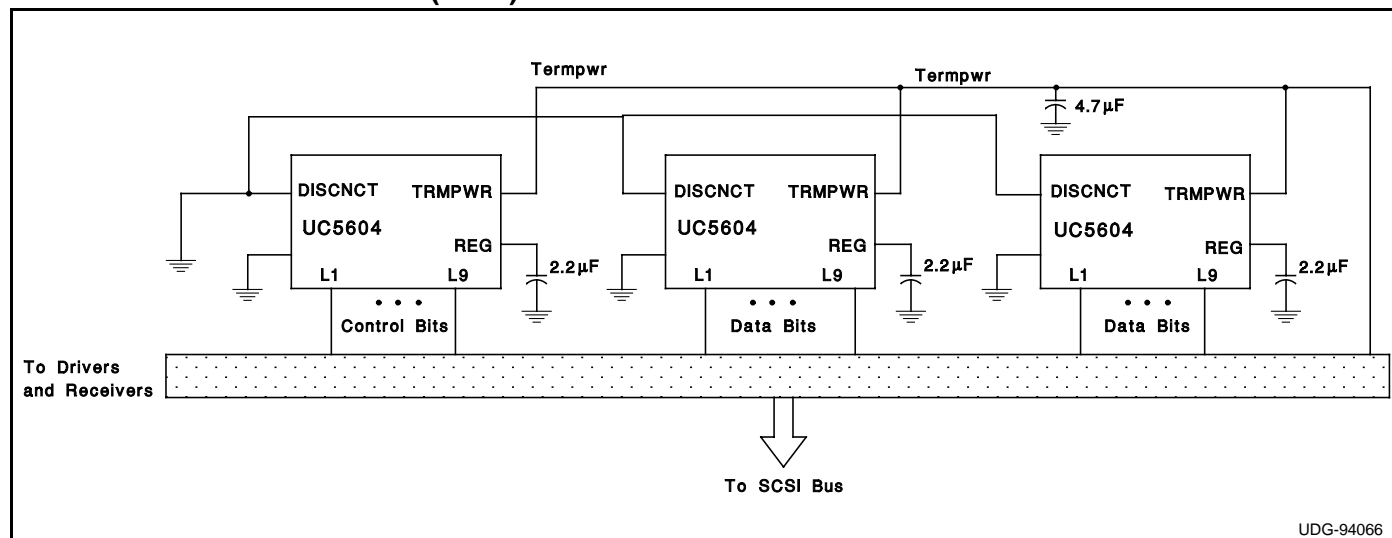 Termpwr
Termpwr
4.7µF
DISCNCT TRMPWR
UC5604
REG
L1 L9
2.2µF
• • •
Control Bits
DISCNCT TRMPWR
UC5604
REG
L1 L9
2.2µF
• • •
Data Bits
DISCNCT TRMPWR
UC5604
REG
L1 L9
2.2µF
• • •
Data Bits
To Drivers
and Receivers
To SCSI Bus
UDG-94066